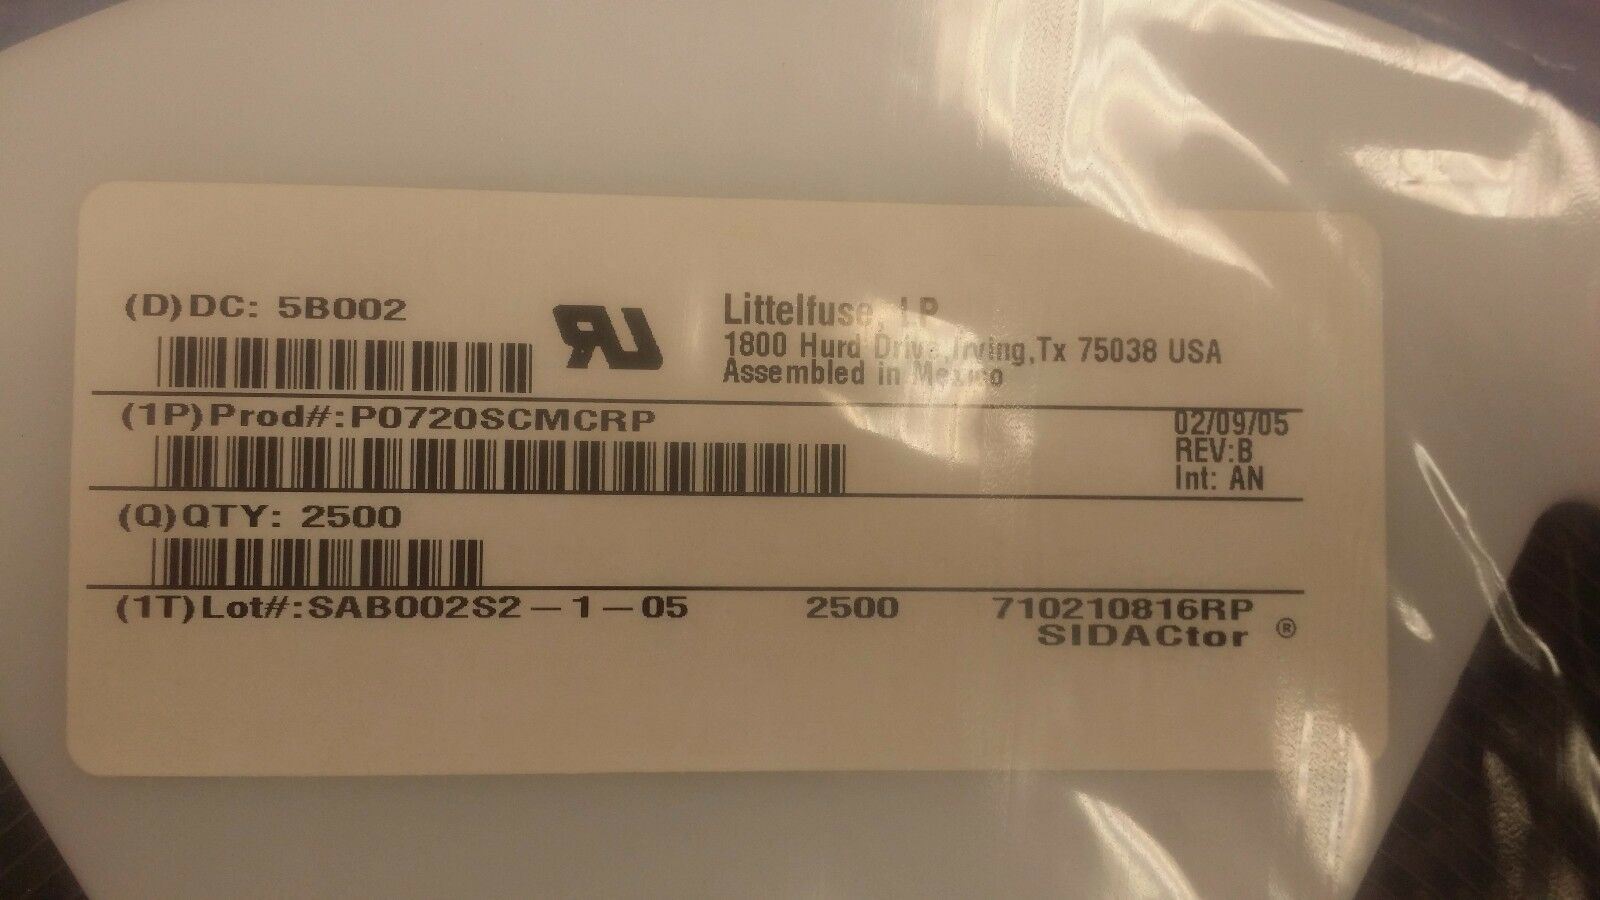 (D)DC: 5B002
Littelfuse, LP
1800 Hurd Drive,Irving,Tx 75038 USA
Assembled in Mexico
(1P)Prod#:P0720SCMCRP
02/09/05
REV:B
Int: AN
(Q)QTY: 2500
(1T)Lot#:SAB002S2-1-05 2500 710210816RP
SIDACtor ®